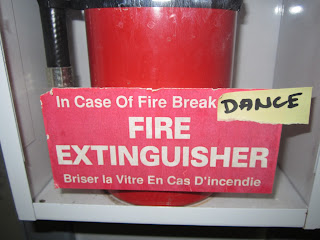 In Case Of Fire Break DANCE
FIRE
EXTINGUISHER
Briser la Vitre En Cas D'incendie